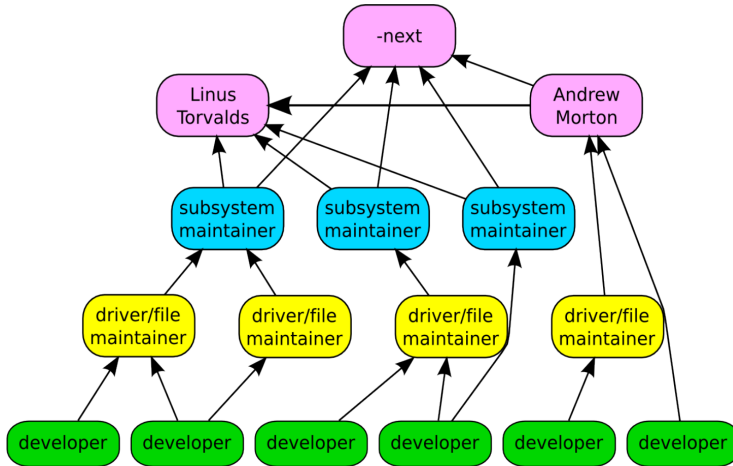 -next
Linus
Torvalds
Andrew
Morton
subsystem
maintainer
subsystem
maintainer
subsystem
maintainer
driver/file
maintainer
driver/file
maintainer
driver/file
maintainer
driver/file
maintainer
developer
developer
developer
developer
developer
developer